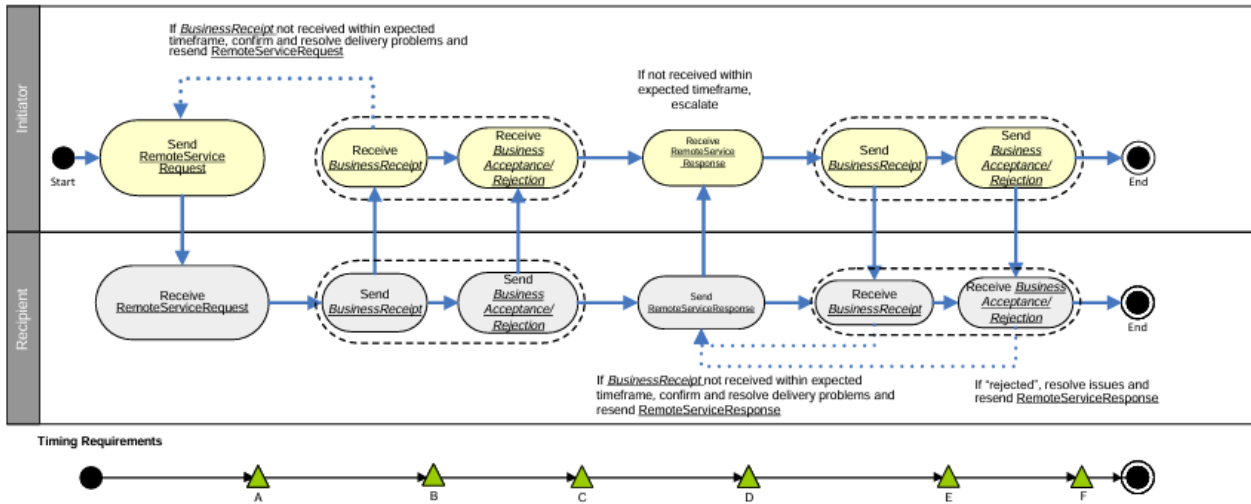 If BusinessReceipt not received within expected
timeframe, confirm and resolve delivery problems and
resend RemoteServiceRequest
If not received within
expected timeframe,
escalate
Initiator
Start
Send
RemoteService
Request
Receive
BusinessReceipt
Receive
Business
Acceptance/
Rejection
Receive
RemoteService
Response
Send
BusinessReceipt
Send
Business
Acceptance/
Rejection
End
Recipient
Receive
RemoteServiceRequest
Send
BusinessReceipt
Send
Business
Acceptance/
Rejection
Send
RemoteServiceResponse
Receive
BusinessReceipt
Receive Business
Acceptance/
Rejection
End
If BusinessReceipt not received within expected
timeframe, confirm and resolve delivery problems and
resend RemoteServiceResponse
If “rejected”, resolve issues and
resend RemoteServiceResponse
Timing Requirements
A
B
C
D
E
F